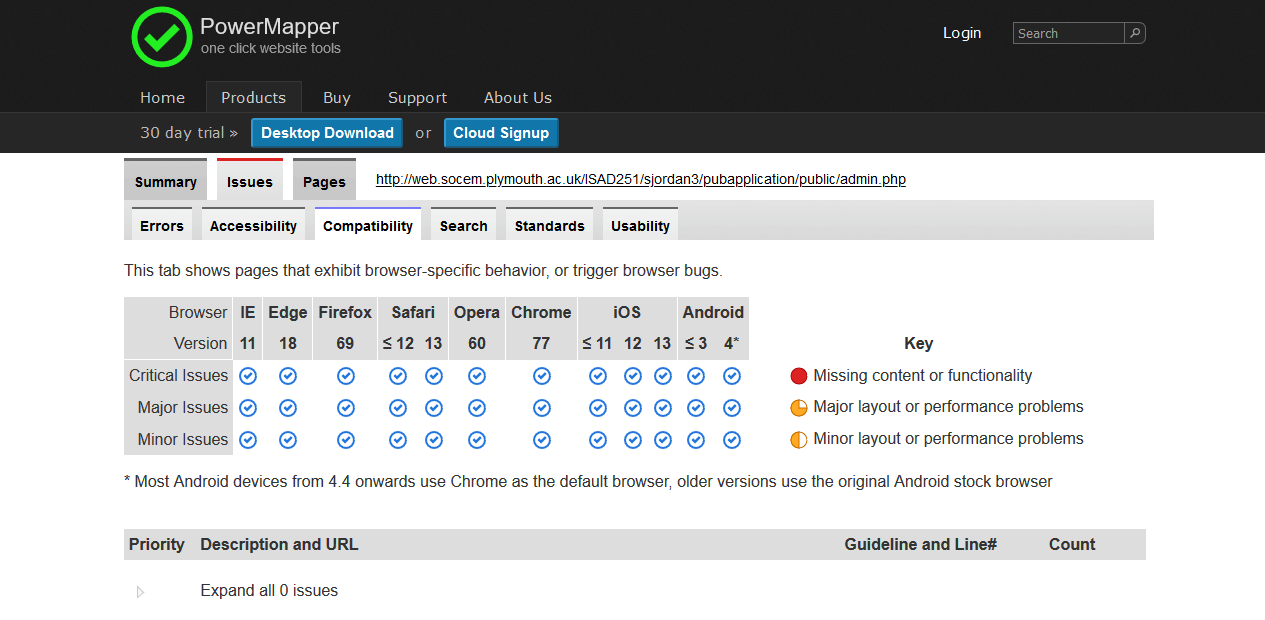 PowerMapper
one click website tools
Login
Search
Home Products Buy Support About Us
30 day trial » Desktop Download or Cloud Signup
Summary Issues Pages http://web.socem.plymouth.ac.uk/ISAD251/sjordan3/pubapplication/public/admin.php
Errors Accessibility Compatibility Search Standards Usability
This tab shows pages that exhibit browser-specific behavior, or trigger browser bugs.
Browser IE Edge Firefox Safari Opera Chrome iOS Android
Version 11 18 69 ≤ 12 13 60 77 ≤ 11 12 13 ≤ 3 4* Key
Critical Issues Missing content or functionality
Major Issues Major layout or performance problems
Minor Issues Minor layout or performance problems
* Most Android devices from 4.4 onwards use Chrome as the default browser, older versions use the original Android stock browser
Priority Description and URL Guideline and Line# Count
Expand all 0 issues